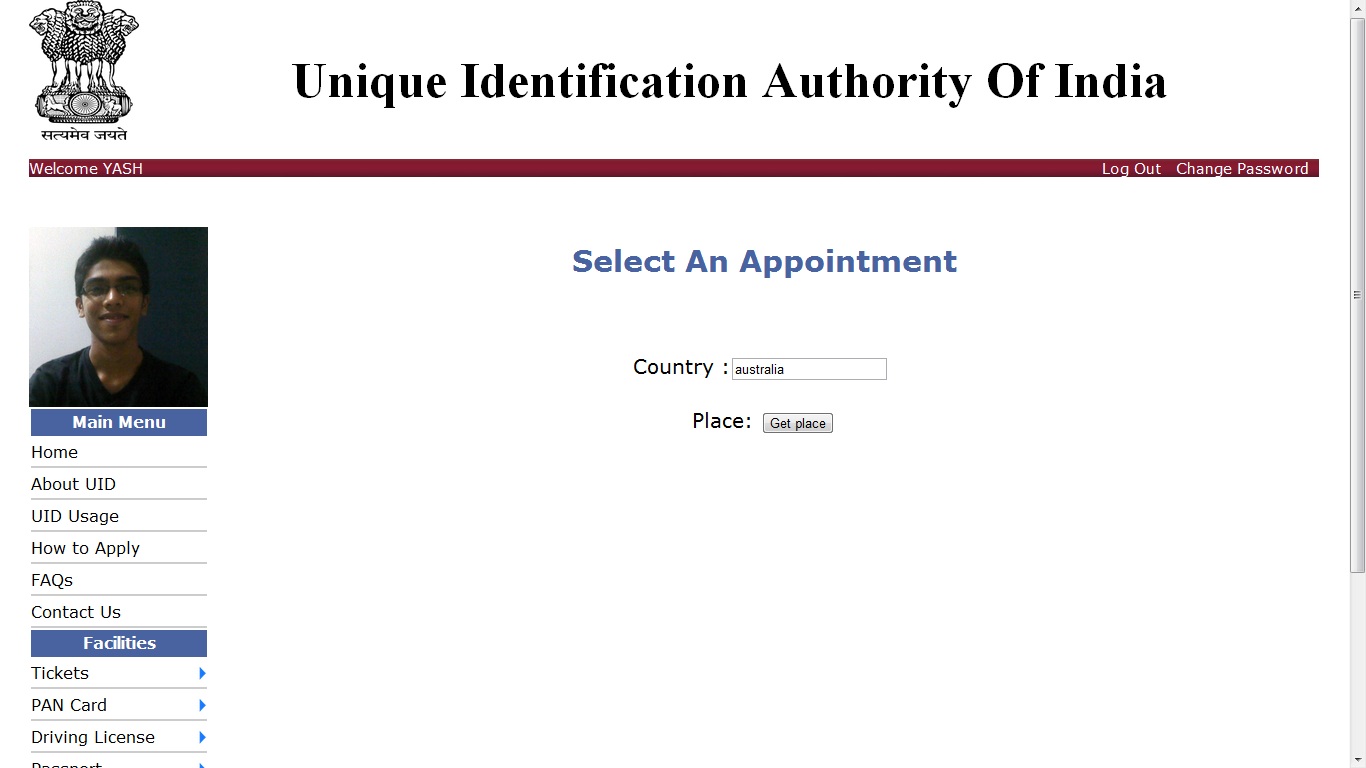 सत्यमेव जयते
Unique Identification Authority Of India
Welcome YASH
Log Out Change Password
Select An Appointment
Country : australia
Place: Get place
Main Menu
Home
About UID
UID Usage
How to Apply
FAQs
Contact Us
Facilities
Tickets
PAN Card
Driving License
Passport